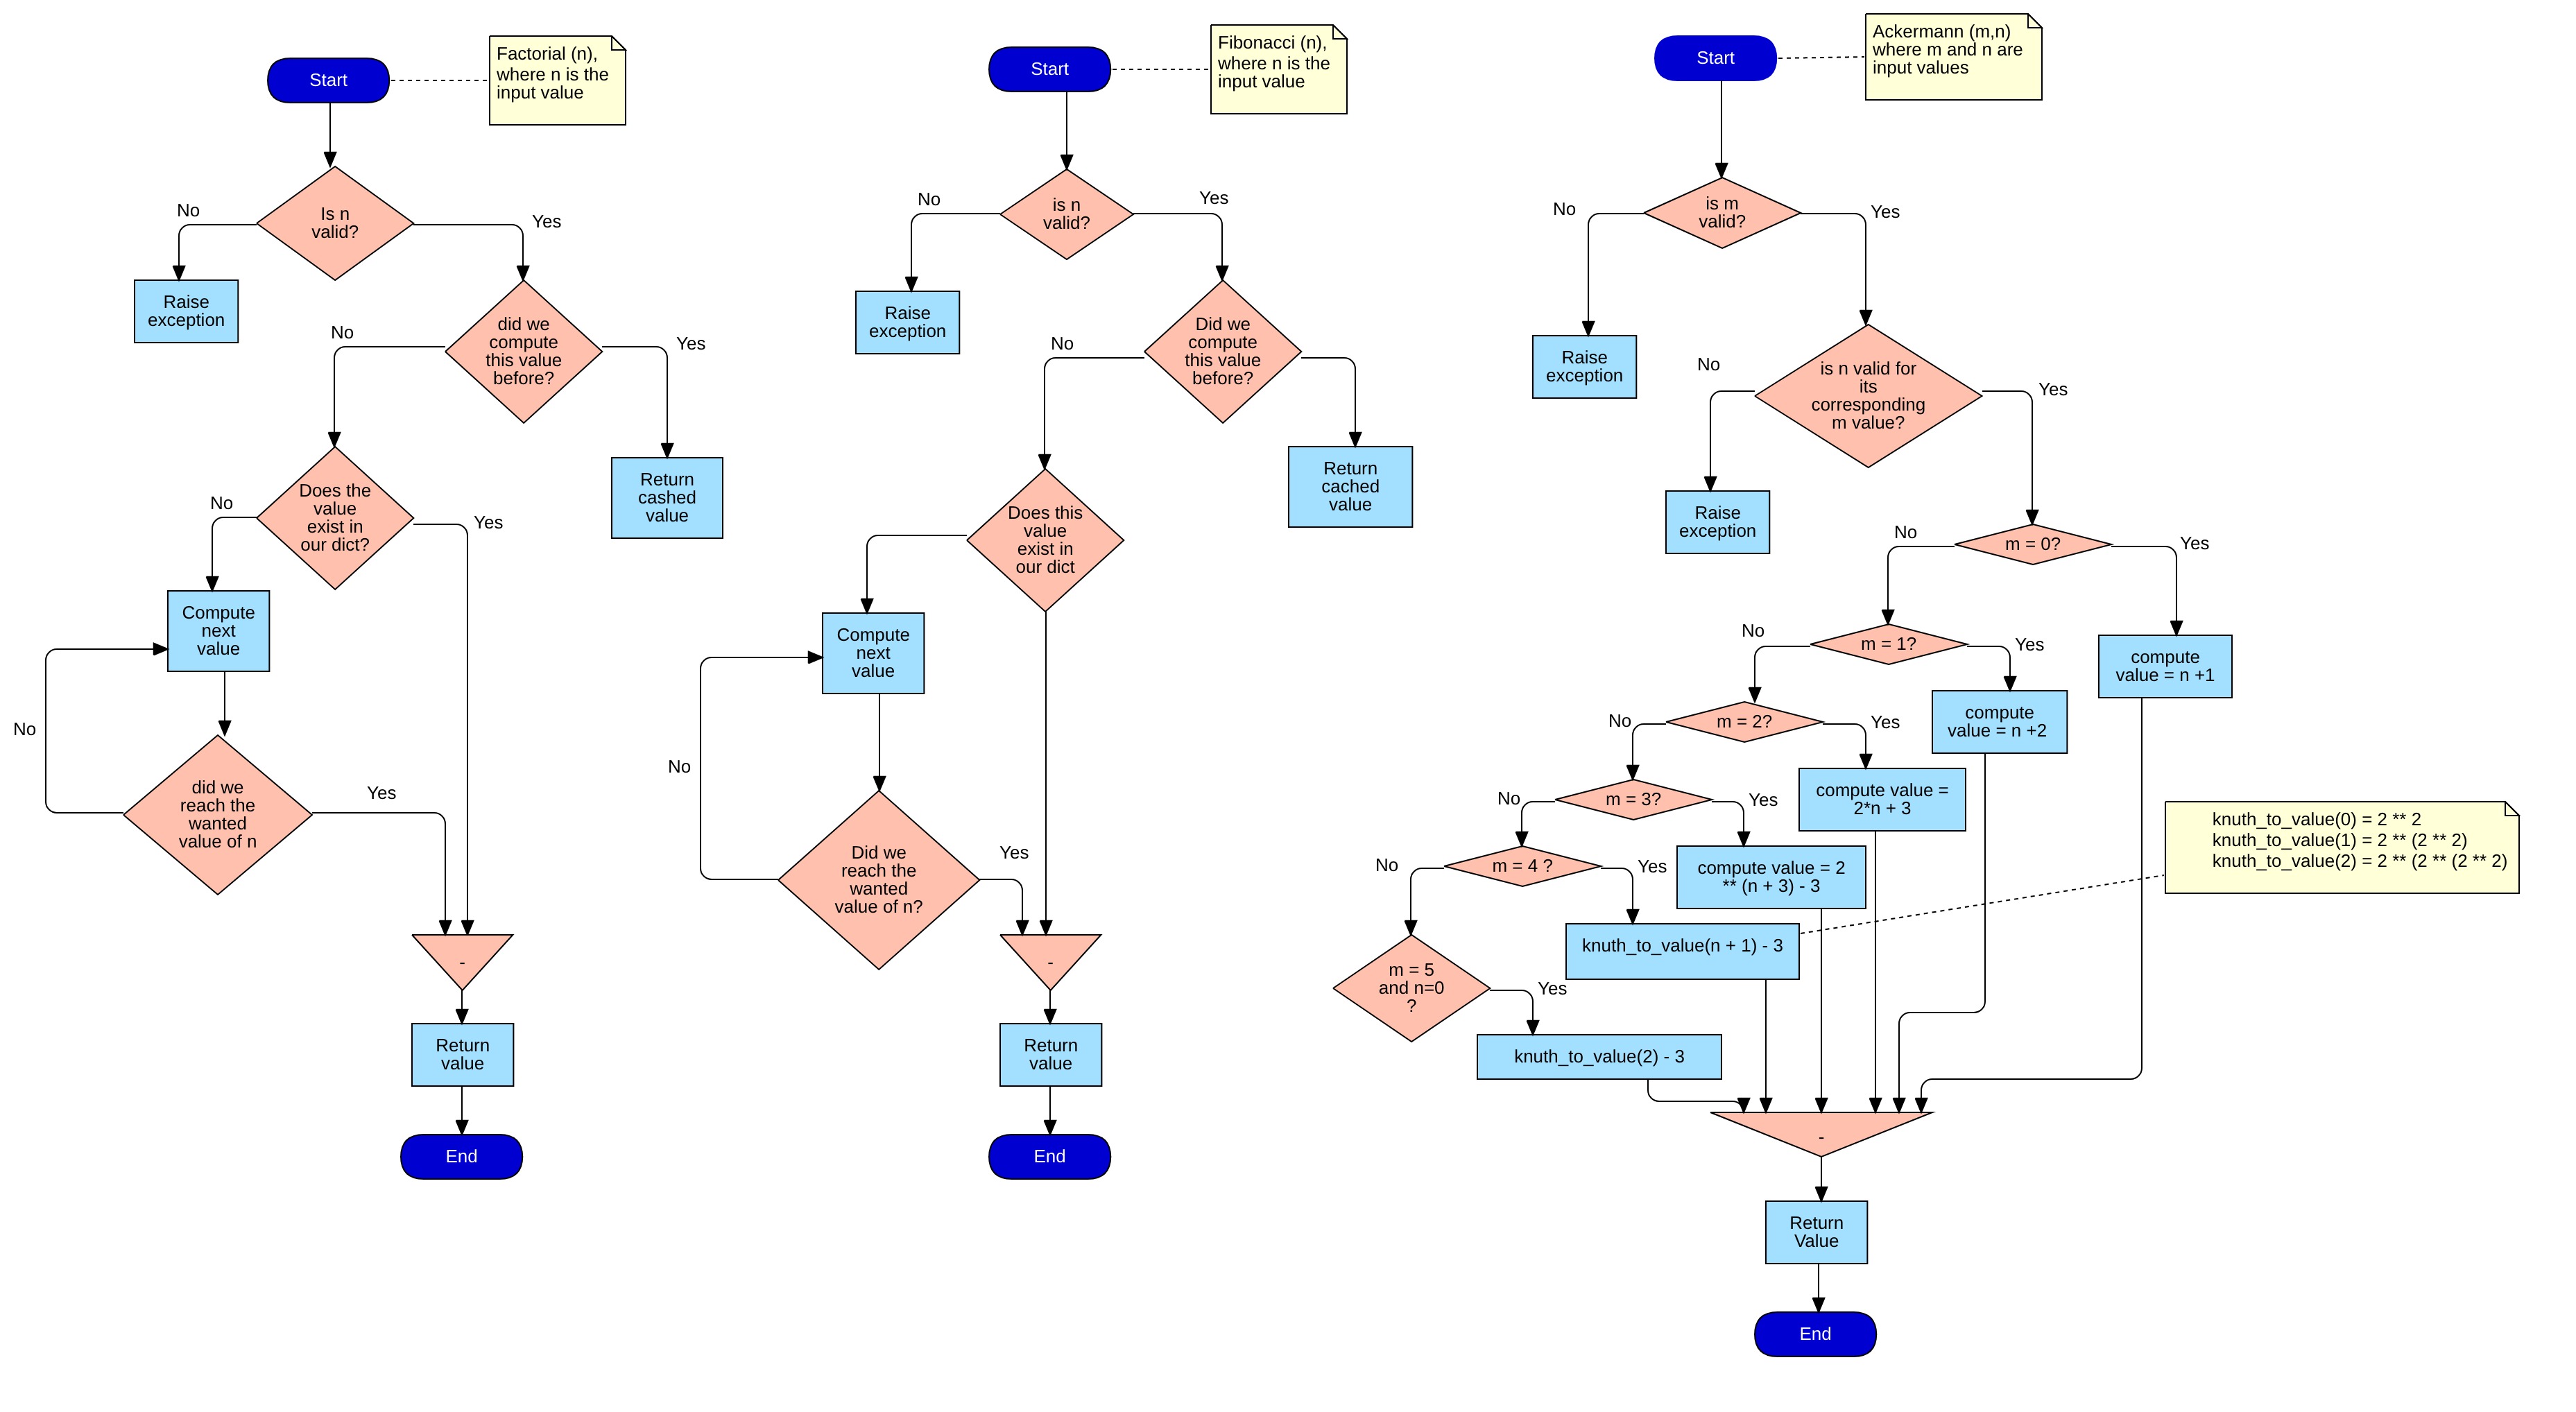 Start
Factorial (n),
where n is the
input value
Is n
valid?
No
Yes
Raise
exception
did we
compute
this value
before?
No
Yes
Return
cashed
value
Does the
value
exist in
our dict?
No
Yes
Compute
next
value
No
did we
reach the
wanted
value of n
Yes
-
Return
value
End
Start
Fibonacci (n),
where n is the
input value
is n
valid?
No
Yes
Raise
exception
Did we
compute
this value
before?
No
Return
cached
value
Does this
value
exist in
our dict
Compute
next
value
No
Did we
reach the
wanted
value of n?
Yes
-
Return
value
End
Start
Ackermann (m,n)
where m and n are
input values
is m
valid?
No
Yes
Raise
exception
is n valid for
its
corresponding
m value?
No
Yes
Raise
exception
m = 0?
No
Yes
compute
value = n +1
m = 1?
No
Yes
compute
value = n +2
m = 2?
No
Yes
compute value =
2*n + 3
m = 3?
No
Yes
compute value = 2
** (n + 3) - 3
m = 4 ?
No
Yes
knuth_to_value(n + 1) - 3
knuth_to_value(0) = 2 ** 2
knuth_to_value(1) = 2 ** (2 ** 2)
knuth_to_value(2) = 2 ** (2 ** (2 ** 2)
m = 5
and n=0
?
Yes
knuth_to_value(2) - 3
-
Return
Value
End